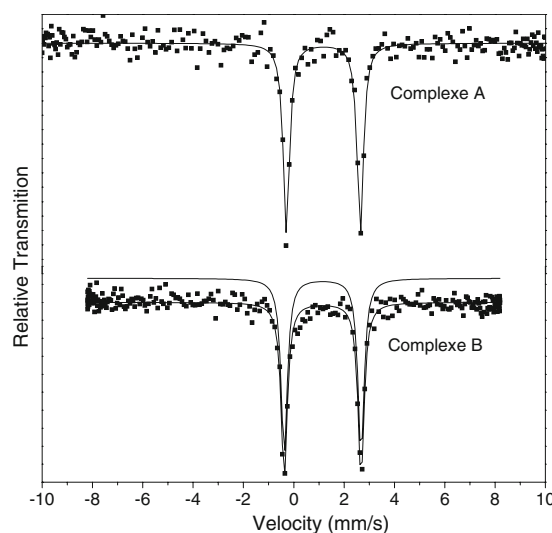 Complexe A
Relative Transmition
Complexe B
-10 -8 -6 -4 -2 0 2 4 6 8 10
Velocity (mm/s)